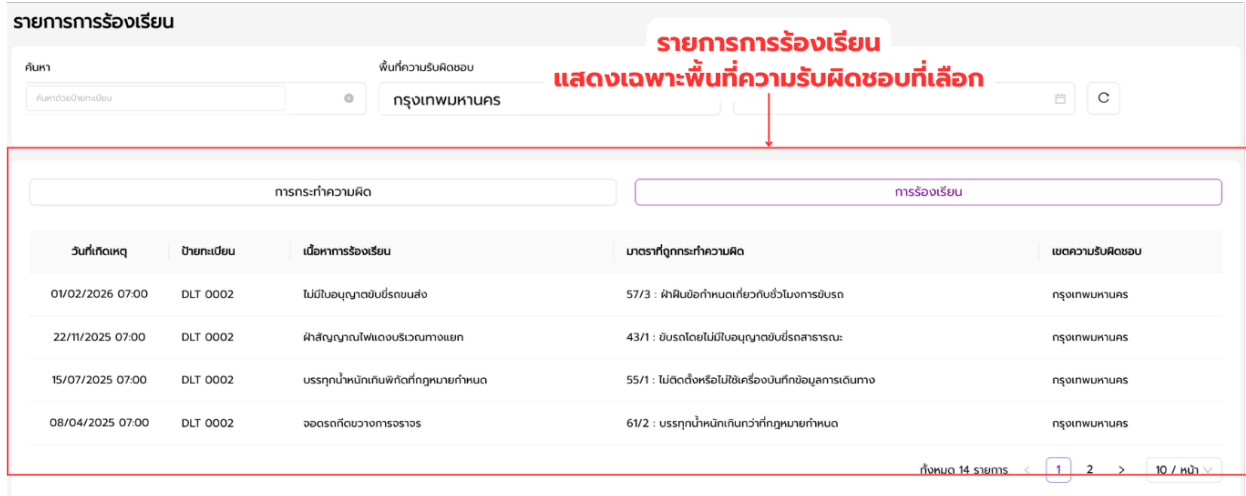 รายการการร้องเรียน
รายการการร้องเรียน
แสดงเฉพาะพื้นที่ความรับผิดชอบที่เลือก
ค้นหา
พื้นที่ความรับผิดชอบ
ค้นหาด้วยป้ายทะเบียน
กรุงเทพมหานคร
การกระทำความผิด
การร้องเรียน
วันที่เกิดเหตุ ป้ายทะเบียน เนื้อหาการร้องเรียน มาตราที่ถูกกระทำความผิด เขตความรับผิดชอบ
01/02/2026 07:00 DLT 0002 ไม่มีใบอนุญาตขับขี่รถขนส่ง 57/3 : ฝ่าฝืนข้อกำหนดเกี่ยวกับชั่วโมงการขับรถ กรุงเทพมหานคร
22/11/2025 07:00 DLT 0002 ฝ่าสัญญาณไฟแดงบริเวณทางแยก 43/1 : ขับรถโดยไม่มีใบอนุญาตขับขี่รถสาธารณะ กรุงเทพมหานคร
15/07/2025 07:00 DLT 0002 บรรทุกน้ำหนักเกินพิกัดที่กฎหมายกำหนด 55/1 : ไม่ติดตั้งหรือไม่ใช้เครื่องบันทึกข้อมูลการเดินทาง กรุงเทพมหานคร
08/04/2025 07:00 DLT 0002 จอดรถกีดขวางการจราจร 61/2 : บรรทุกน้ำหนักเกินกว่าที่กฎหมายกำหนด กรุงเทพมหานคร
ทั้งหมด 14 รายการ < 1 2 > 10 / หน้า